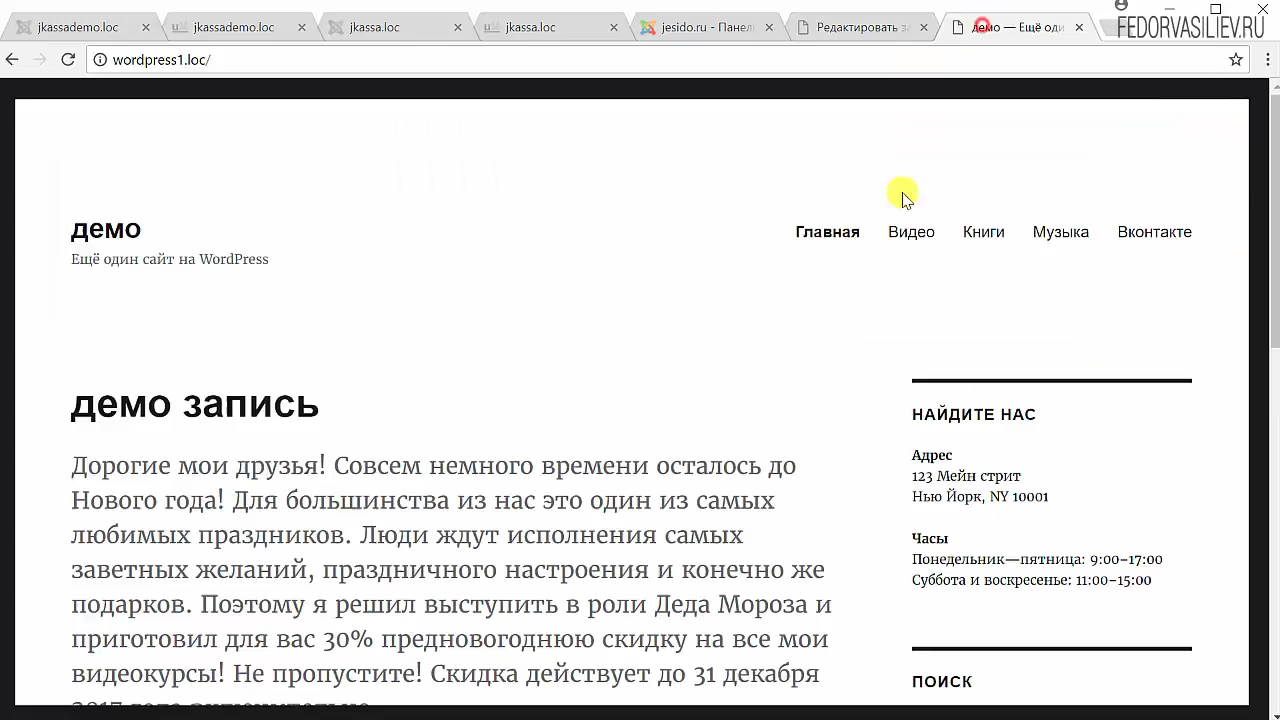 jkassademo.loc
jkassademo.loc
jkassa.loc
jkassa.loc
jesido.ru - Панел
Редактировать за
демо — Ещё оди
FEDORVASILIEV.RU
wordpress1.loc/
демо
Ещё один сайт на WordPress
Главная Видео Книги Музыка Вконтакте
демо запись
Дорогие мои друзья! Совсем немного времени осталось до
Нового года! Для большинства из нас это один из самых
любимых праздников. Люди ждут исполнения самых
заветных желаний, праздничного настроения и конечно же
подарков. Поэтому я решил выступить в роли Деда Мороза и
приготовил для вас 30% предновогоднюю скидку на все мои
видеокурсы! Не пропустите! Скидка действует до 31 декабря
2017 года включительно.
НАЙДИТЕ НАС
Адрес
123 Мейн стрит
Нью Йорк, NY 10001
Часы
Понедельник—пятница: 9:00–17:00
Суббота и воскресенье: 11:00–15:00
ПОИСК